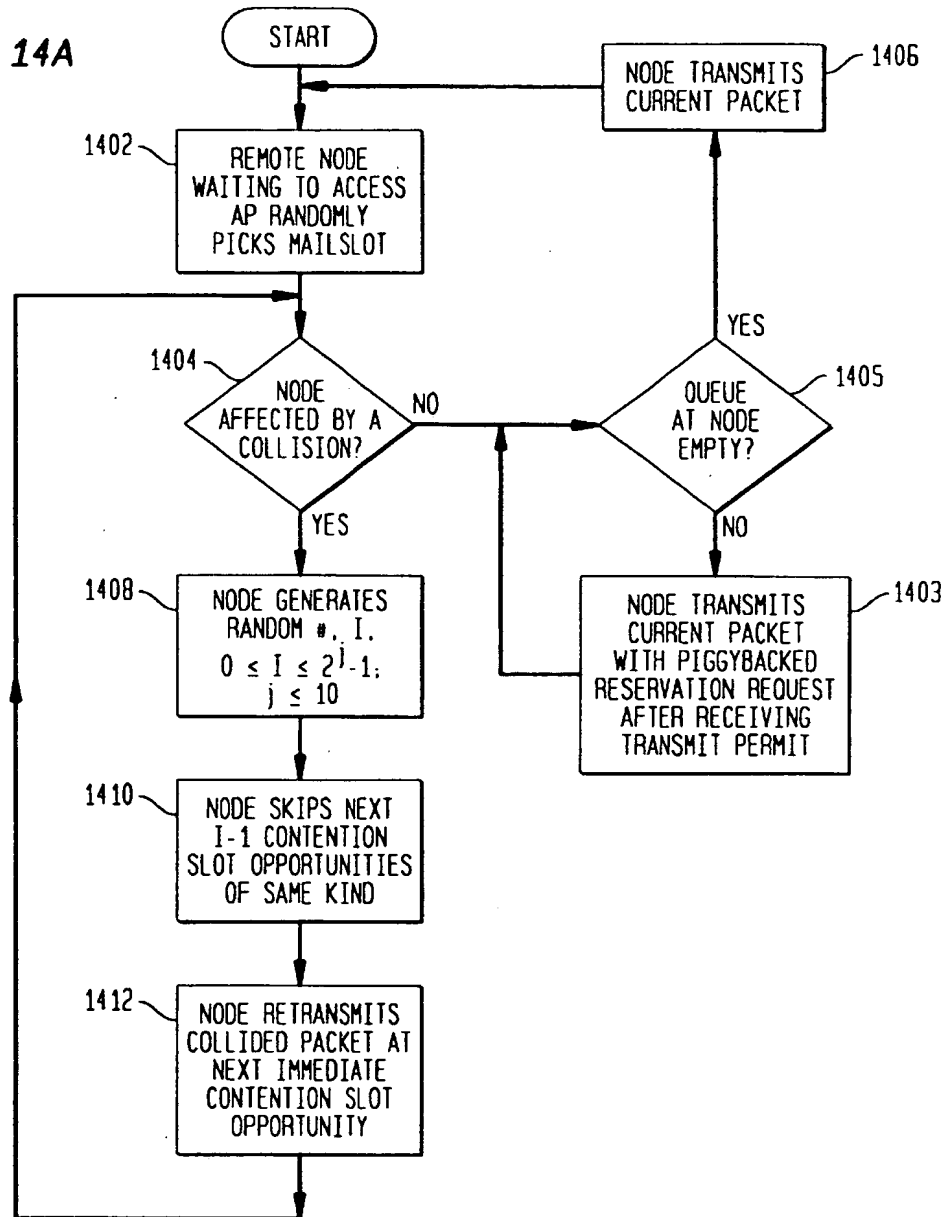 14A
START
1402
REMOTE NODE
WAITING TO ACCESS
AP RANDOMLY
PICKS MAILSLOT
1404
NODE
AFFECTED BY A
COLLISION?
NO
YES
1408
NODE GENERATES
RANDOM #, I,
0 ≤ I ≤ 2^j-1;
j ≤ 10
1410
NODE SKIPS NEXT
I-1 CONTENTION
SLOT OPPORTUNITIES
OF SAME KIND
1412
NODE RETRANSMITS
COLLIDED PACKET AT
NEXT IMMEDIATE
CONTENTION SLOT
OPPORTUNITY
1406
NODE TRANSMITS
CURRENT PACKET
YES
1405
QUEUE
AT NODE
EMPTY?
NO
1403
NODE TRANSMITS
CURRENT PACKET
WITH PIGGYBACKED
RESERVATION REQUEST
AFTER RECEIVING
TRANSMIT PERMIT